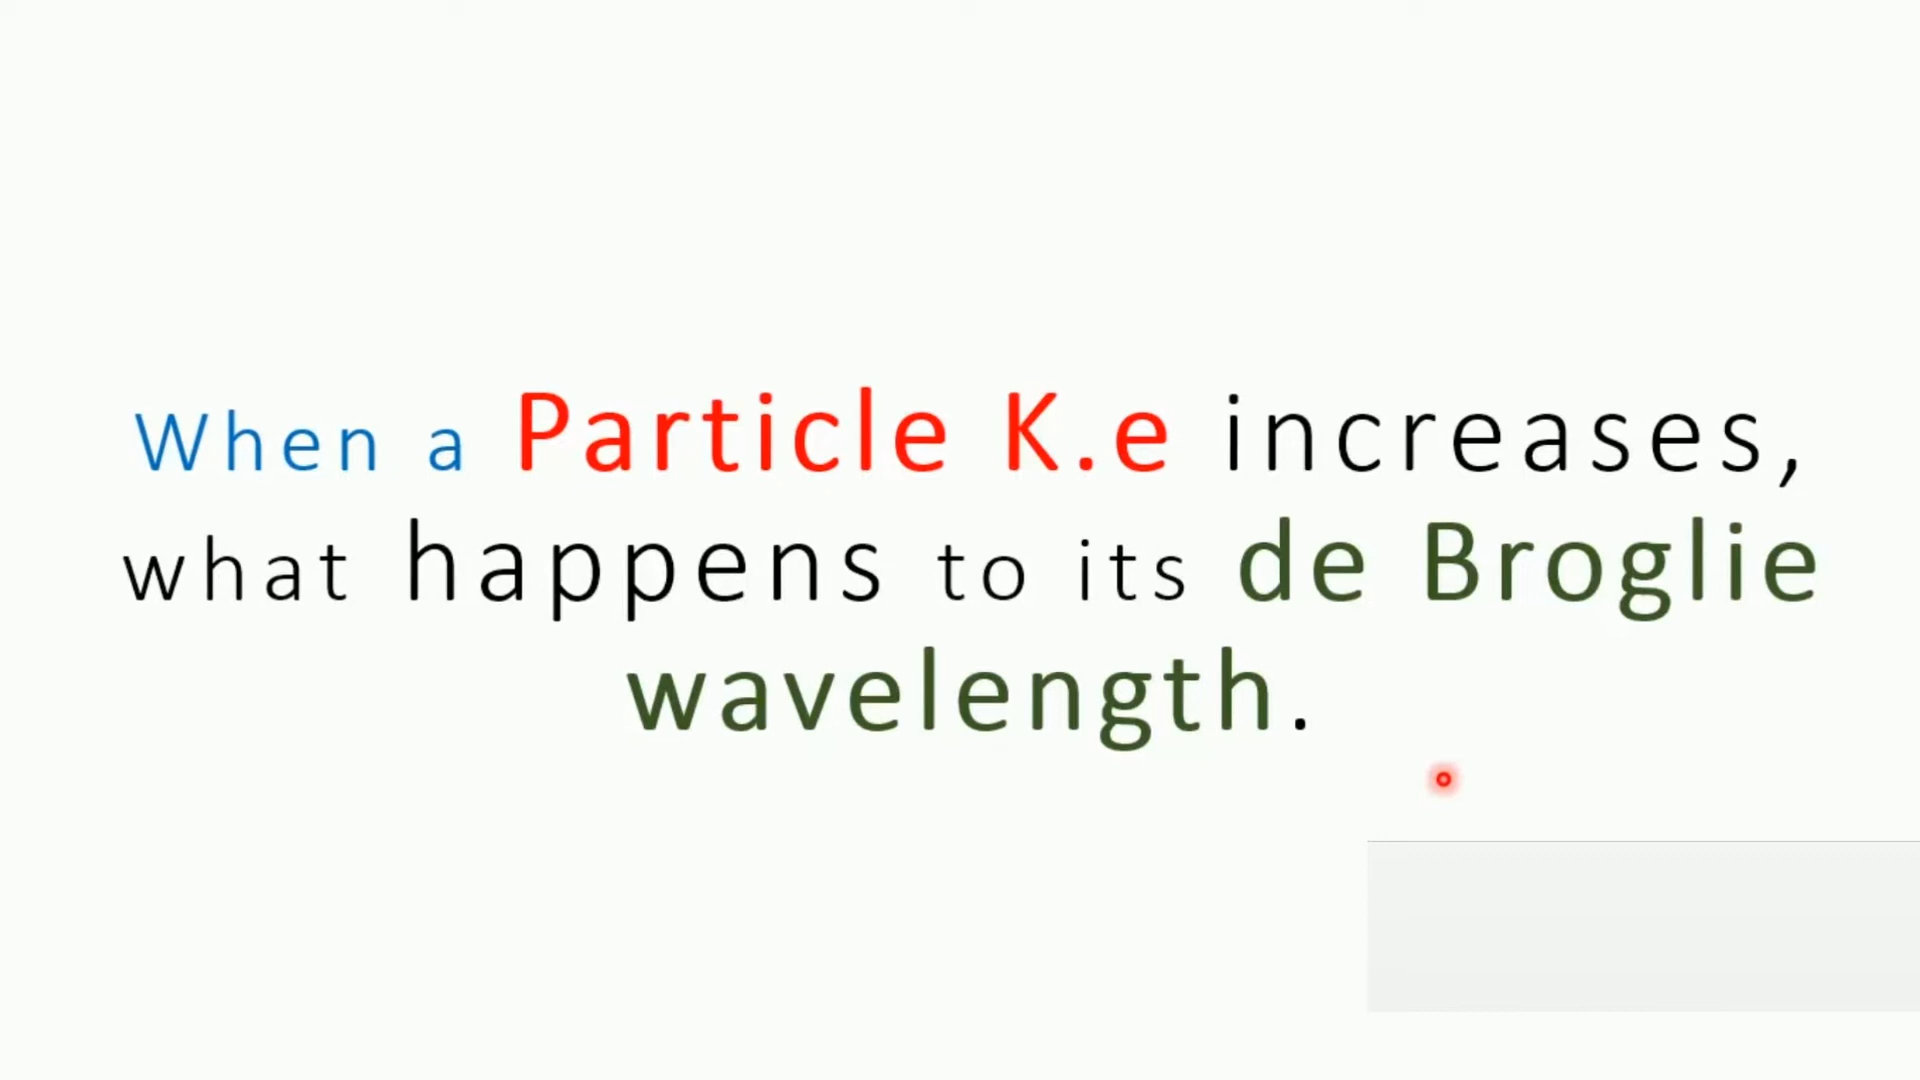 When a Particle K.e increases,
what happens to its de Broglie
wavelength.